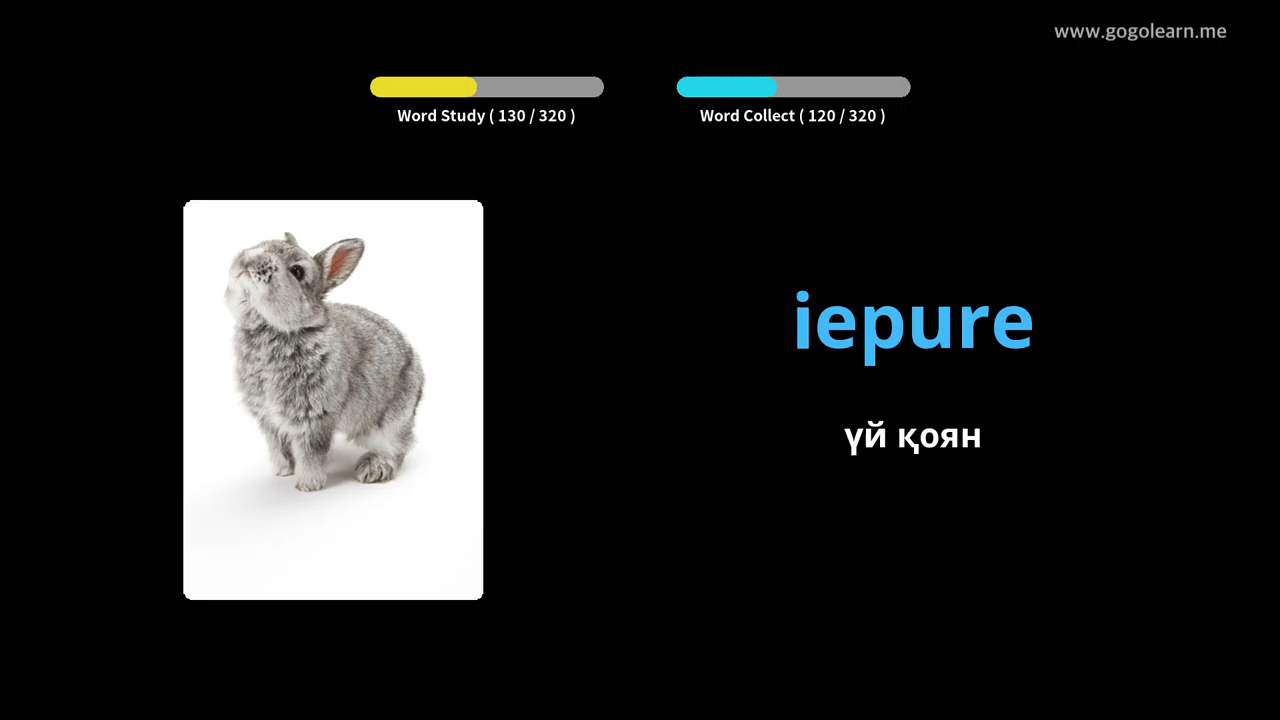 www.gogolearn.me
Word Study ( 130 / 320 )
Word Collect ( 120 / 320 )
iepure
үй қоян